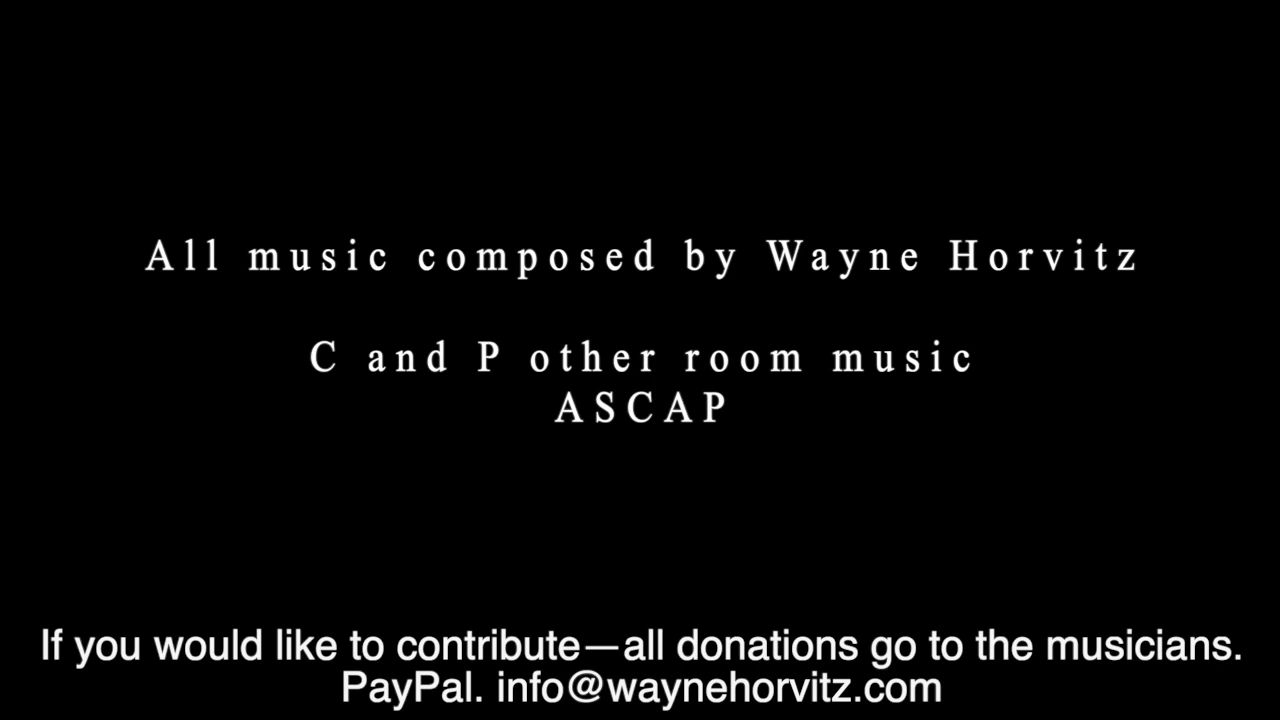 All music composed by Wayne Horvitz
C and P other room music
ASCAP
If you would like to contribute—all donations go to the musicians.
PayPal. info@waynehorvitz.com